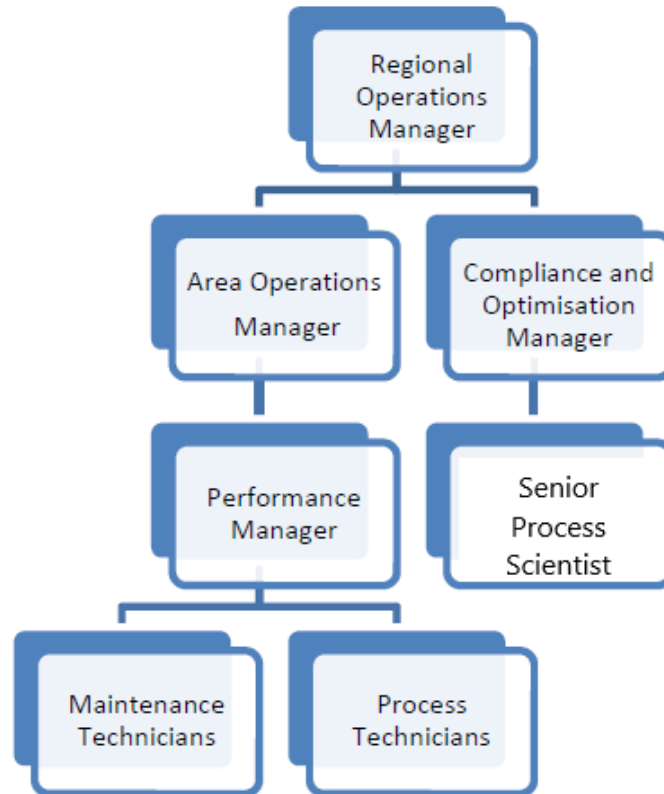 Regional
Operations
Manager
Area Operations
Manager
Compliance and
Optimisation
Manager
Performance
Manager
Senior
Process
Scientist
Maintenance
Technicians
Process
Technicians